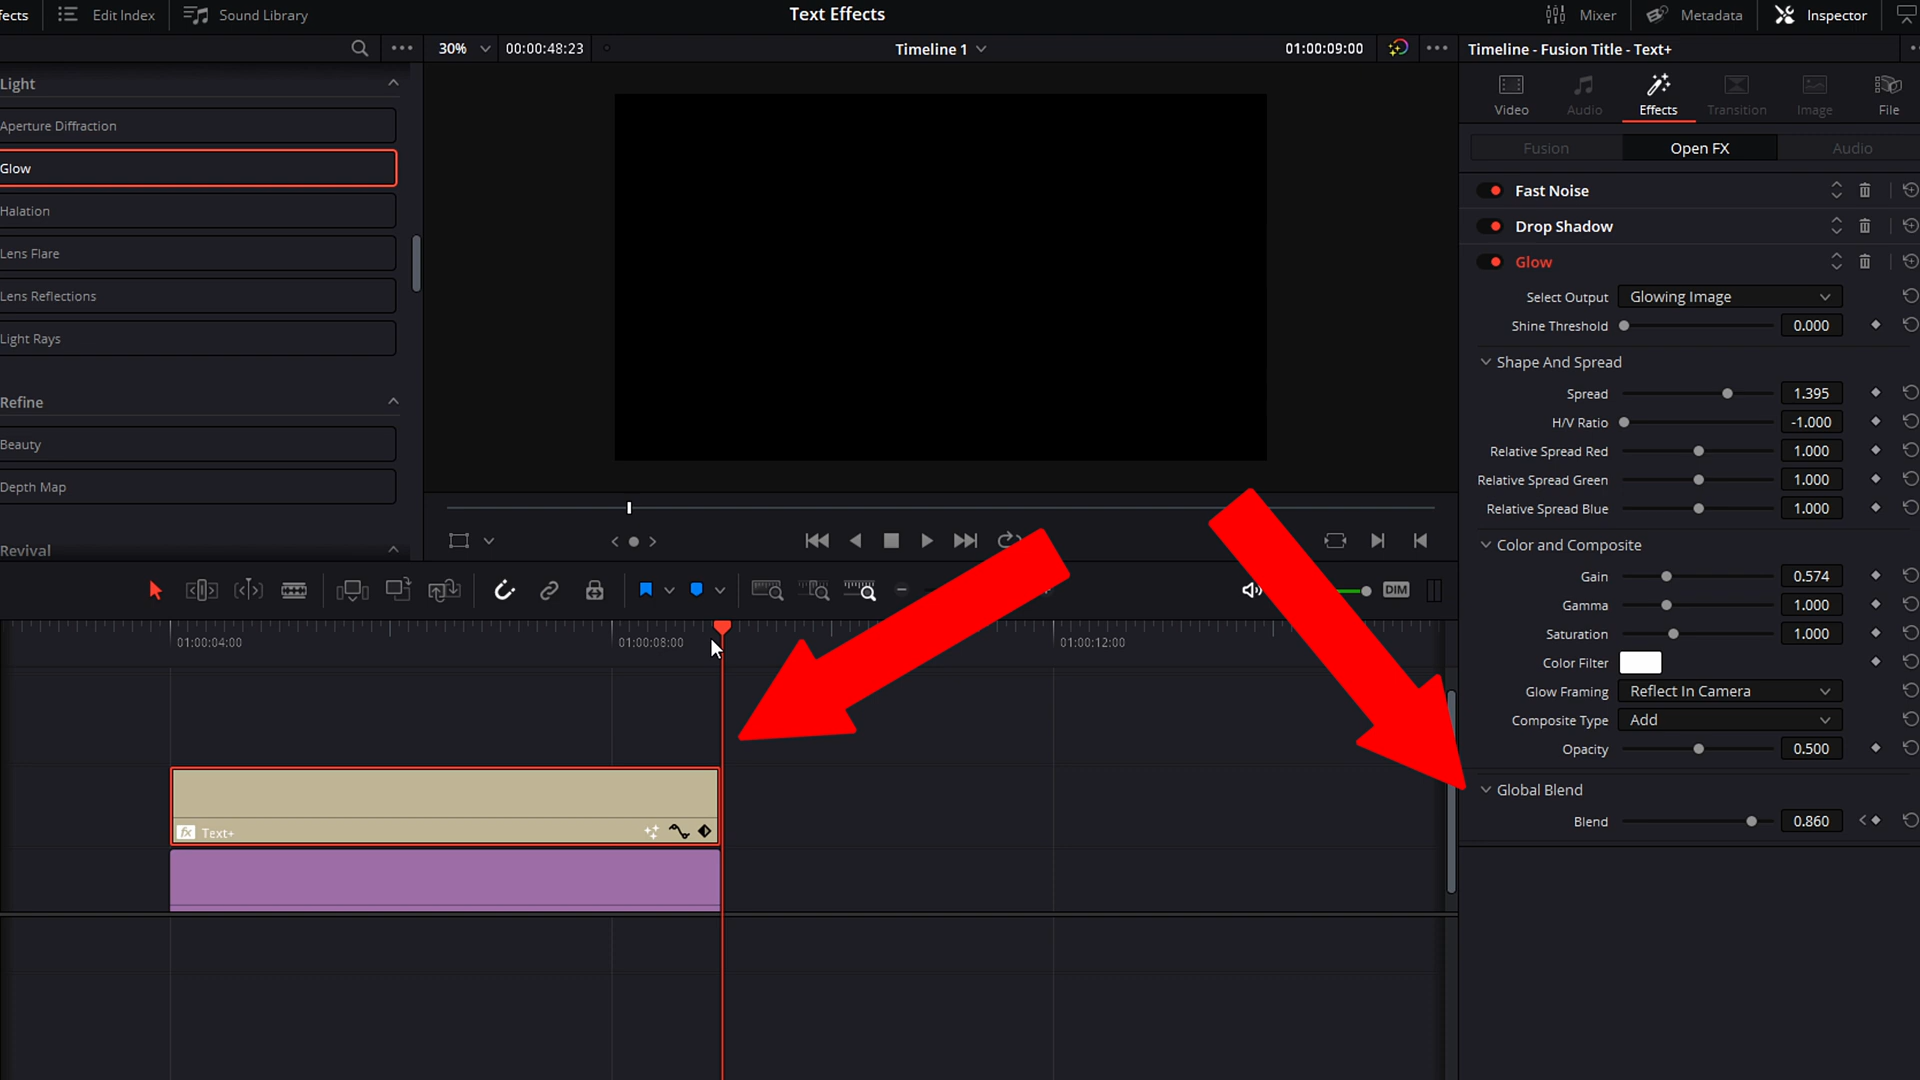 fects
Edit Index
Sound Library
Text Effects
Mixer
Metadata
Inspector
30%
00:00:48:23
Timeline 1
01:00:09:00
Timeline - Fusion Title - Text+
Video
Audio
Effects
Transition
Image
File
Fusion
Open FX
Audio
Light
Aperture Diffraction
Glow
Halation
Lens Flare
Lens Reflections
Light Rays
Refine
Beauty
Depth Map
Revival
Fast Noise
Drop Shadow
Glow
Select Output Glowing Image
Shine Threshold 0.000
Shape And Spread
Spread 1.395
H/V Ratio -1.000
Relative Spread Red 1.000
Relative Spread Green 1.000
Relative Spread Blue 1.000
Color and Composite
Gain 0.574
Gamma 1.000
Saturation 1.000
Color Filter
Glow Framing Reflect In Camera
Composite Type Add
Opacity 0.500
Global Blend
Blend 0.860
DIM
01:00:04:00
01:00:08:00
01:00:12:00
fx Text+